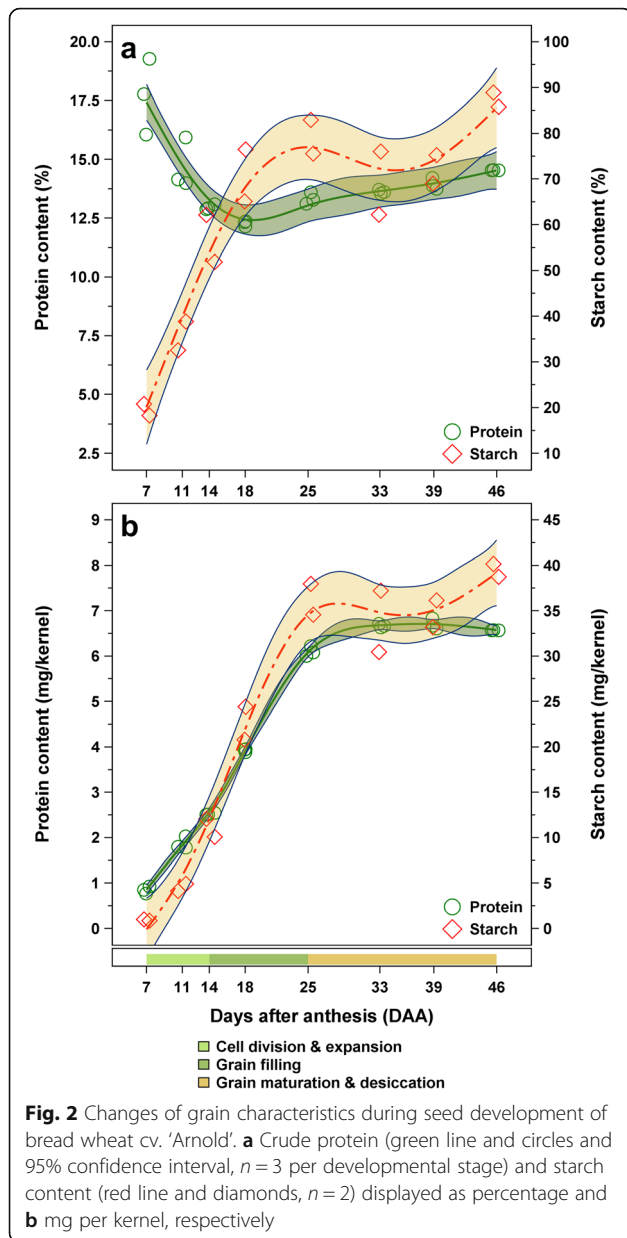 a
20.0
17.5
15.0
12.5
7.5
5.0
2.5
Protein content (%)
100
90
80
70
60
50
40
30
20
10
Starch content (%)
Protein
Starch
7 11 14 18 25 33 39 46
b
9
8
7
6
5
4
3
2
1
0
Protein content (mg/kernel)
45
40
35
30
25
20
15
10
5
0
Starch content (mg/kernel)
Protein
Starch
7 11 14 18 25 33 39 46
Days after anthesis (DAA)
Cell division & expansion
Grain filling
Grain maturation & desiccation
Fig. 2 Changes of grain characteristics during seed development of
bread wheat cv. 'Arnold'. a Crude protein (green line and circles and
95% confidence interval, n = 3 per developmental stage) and starch
content (red line and diamonds, n = 2) displayed as percentage and
b mg per kernel, respectively